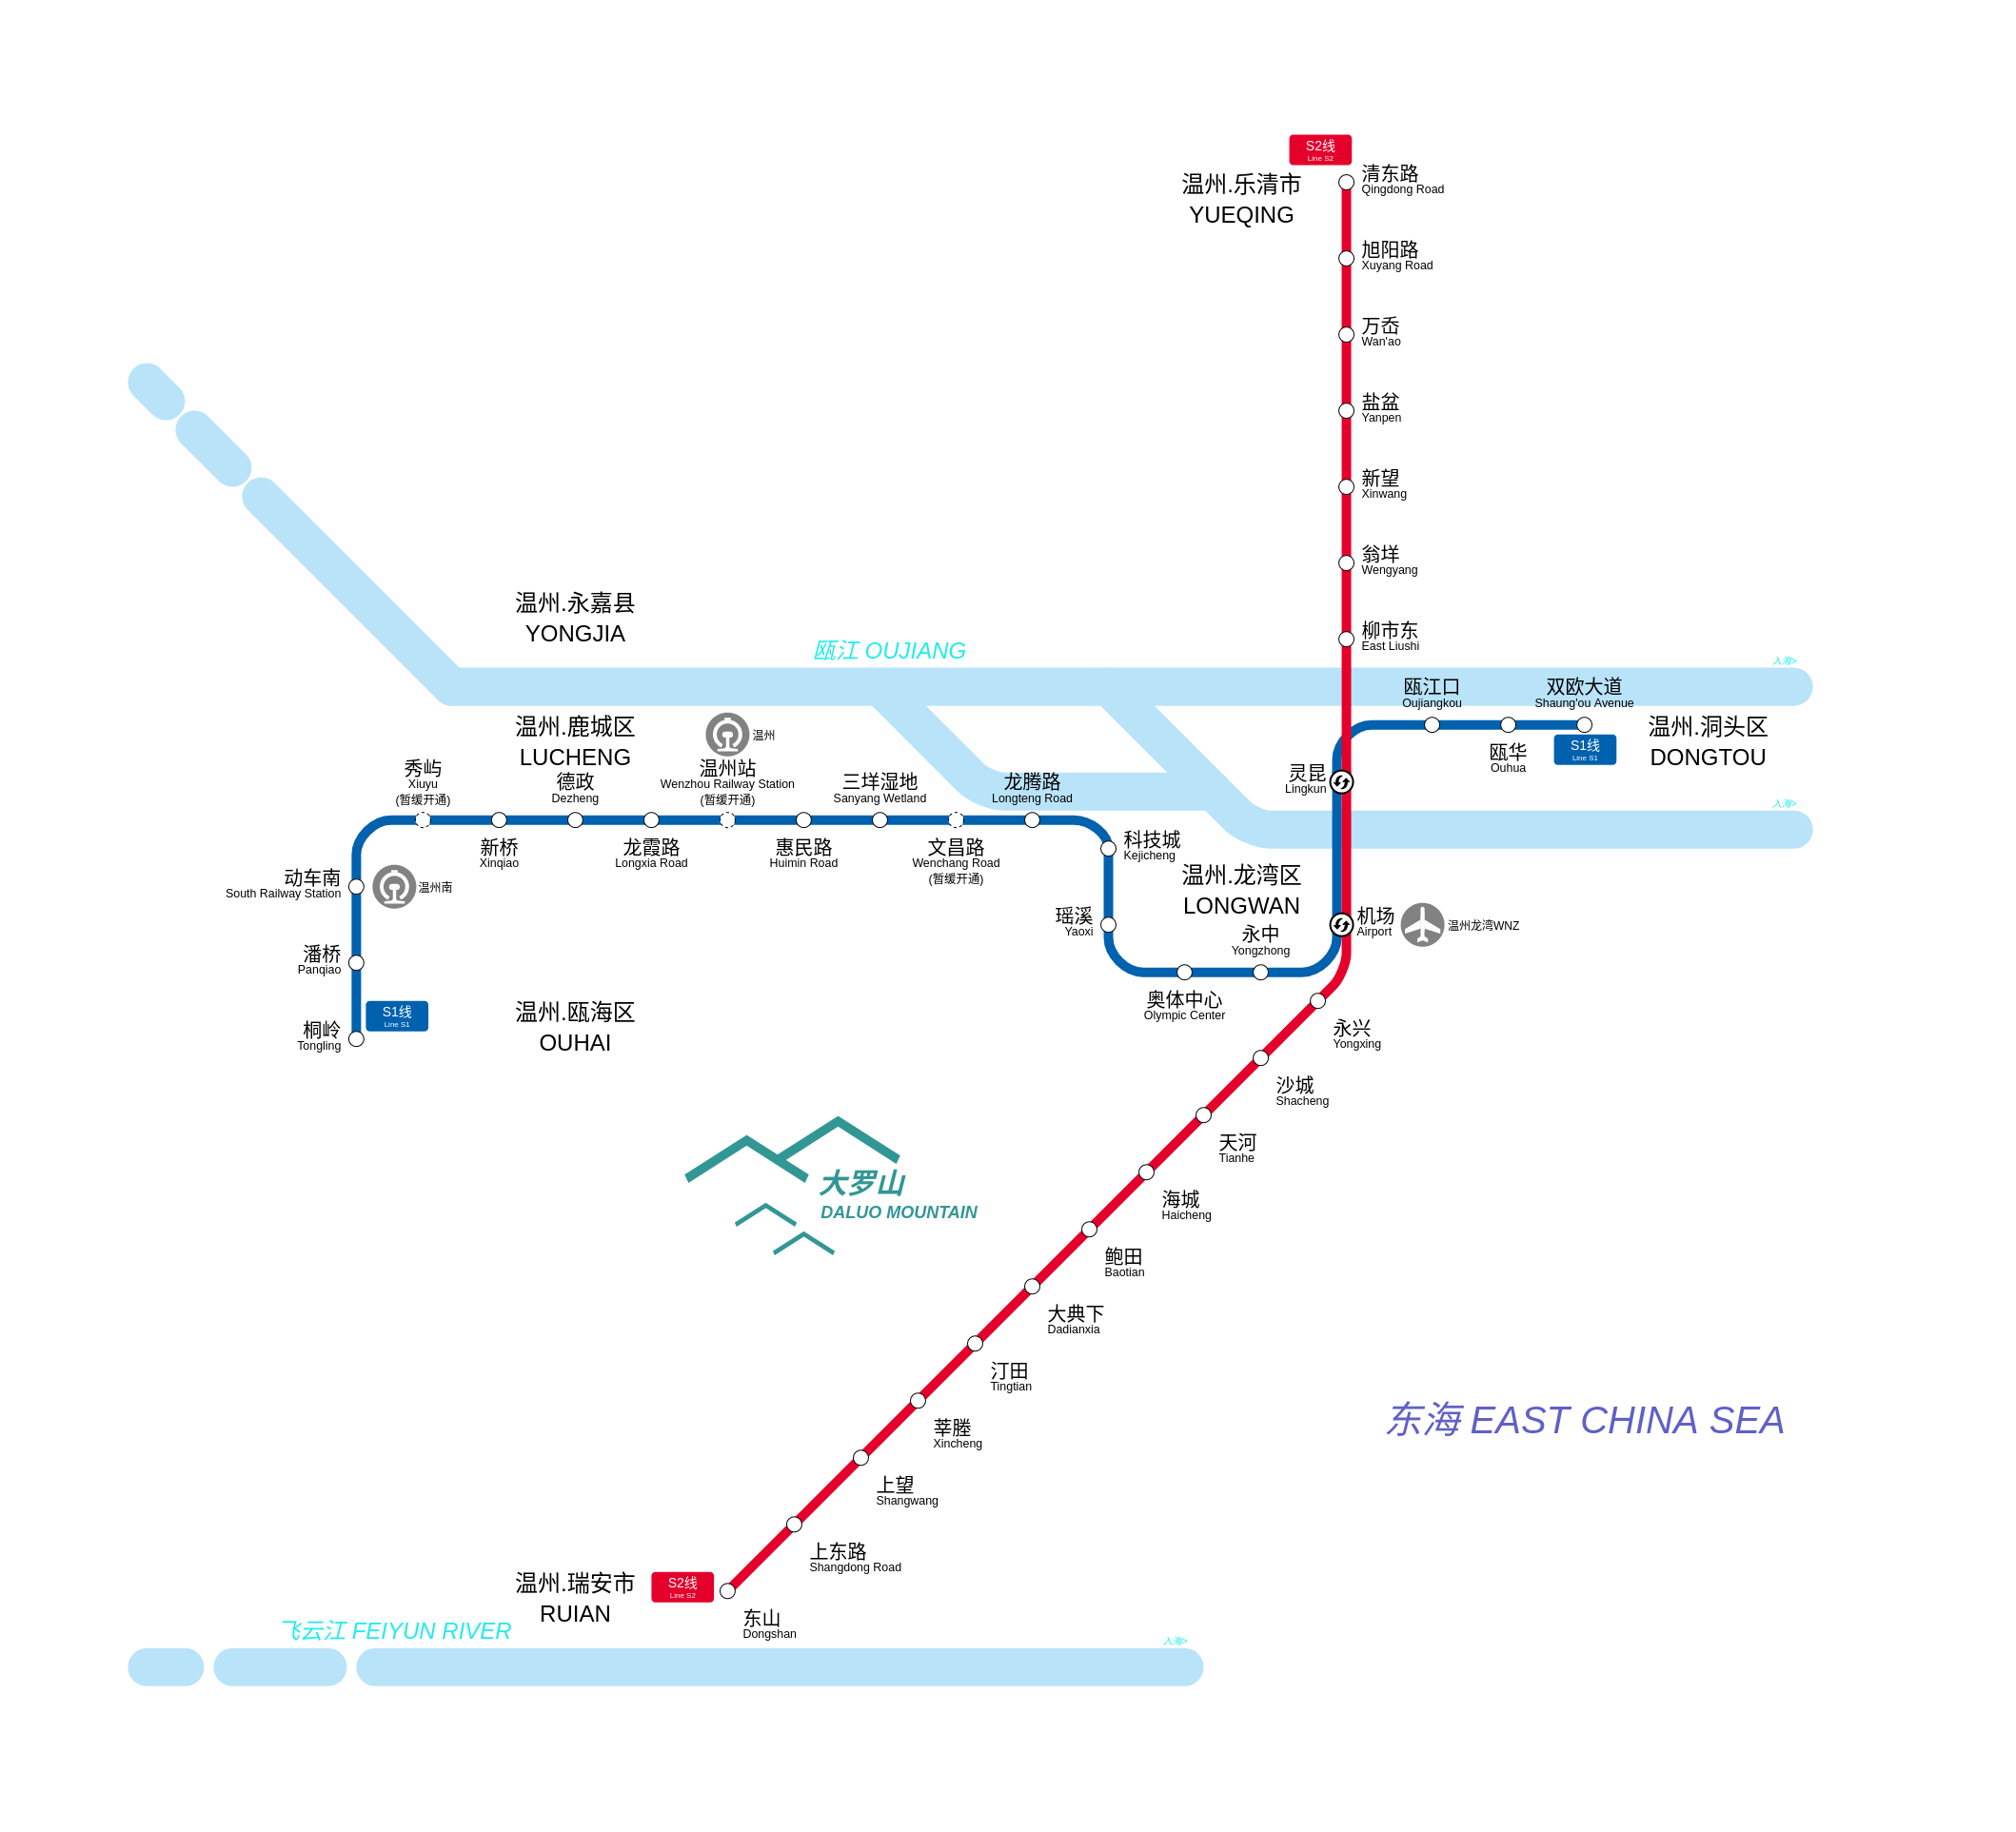 S2线
Line S2
清东路
Qingdong Road
温州.乐清市
YUEQING
旭阳路
Xuyang Road
万岙
Wan'ao
盐盆
Yanpen
新望
Xinwang
翁垟
Wengyang
柳市东
East Liushi
温州.永嘉县
YONGJIA
瓯江 OUJIANG
入海>
瓯江口
Oujiangkou
双欧大道
Shaung'ou Avenue
温州.洞头区
DONGTOU
瓯华
Ouhua
S1线
Line S1
温州.鹿城区
LUCHENG
温州
灵昆
Lingkun
秀屿
Xiuyu
(暂缓开通)
德政
Dezheng
温州站
Wenzhou Railway Station
(暂缓开通)
三垟湿地
Sanyang Wetland
龙腾路
Longteng Road
入海>
新桥
Xinqiao
龙霞路
Longxia Road
惠民路
Huimin Road
文昌路
Wenchang Road
(暂缓开通)
科技城
Kejicheng
温州.龙湾区
LONGWAN
动车南
South Railway Station
温州南
瑶溪
Yaoxi
永中
Yongzhong
机场
Airport
温州龙湾WNZ
潘桥
Panqiao
奥体中心
Olympic Center
S1线
Line S1
桐岭
Tongling
温州.瓯海区
OUHAI
永兴
Yongxing
沙城
Shacheng
天河
Tianhe
大罗山
DALUO MOUNTAIN
海城
Haicheng
鲍田
Baotian
大典下
Dadianxia
汀田
Tingtian
莘塍
Xincheng
东海 EAST CHINA SEA
上望
Shangwang
上东路
Shangdong Road
温州.瑞安市
RUIAN
S2线
Line S2
东山
Dongshan
飞云江 FEIYUN RIVER
入海>